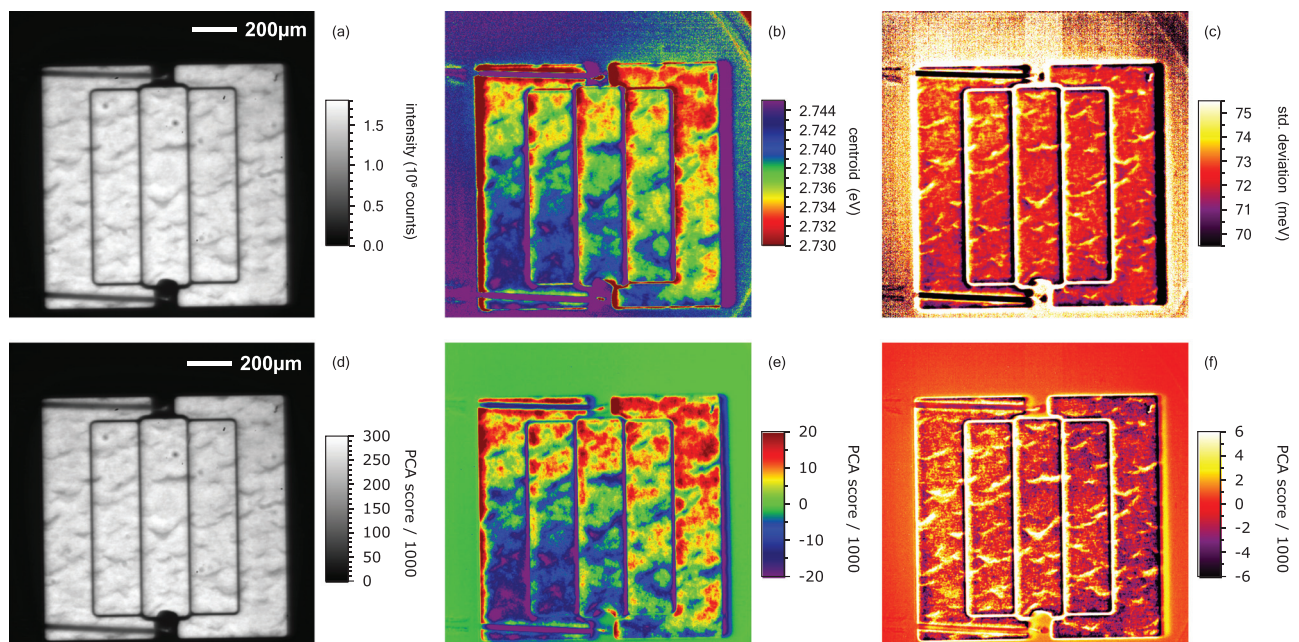 200µm
(a)
1.5
1.0
0.5
0.0
intensity (10⁶ counts)
(b)
2.744
2.742
2.740
2.738
2.736
2.734
2.732
2.730
centroid (eV)
(c)
75
74
73
72
71
70
std. deviation (meV)
200µm
(d)
300
250
200
150
100
50
0
PCA score / 1000
(e)
20
10
0
-10
-20
PCA score / 1000
(f)
6
4
2
0
-2
-4
-6
PCA score / 1000